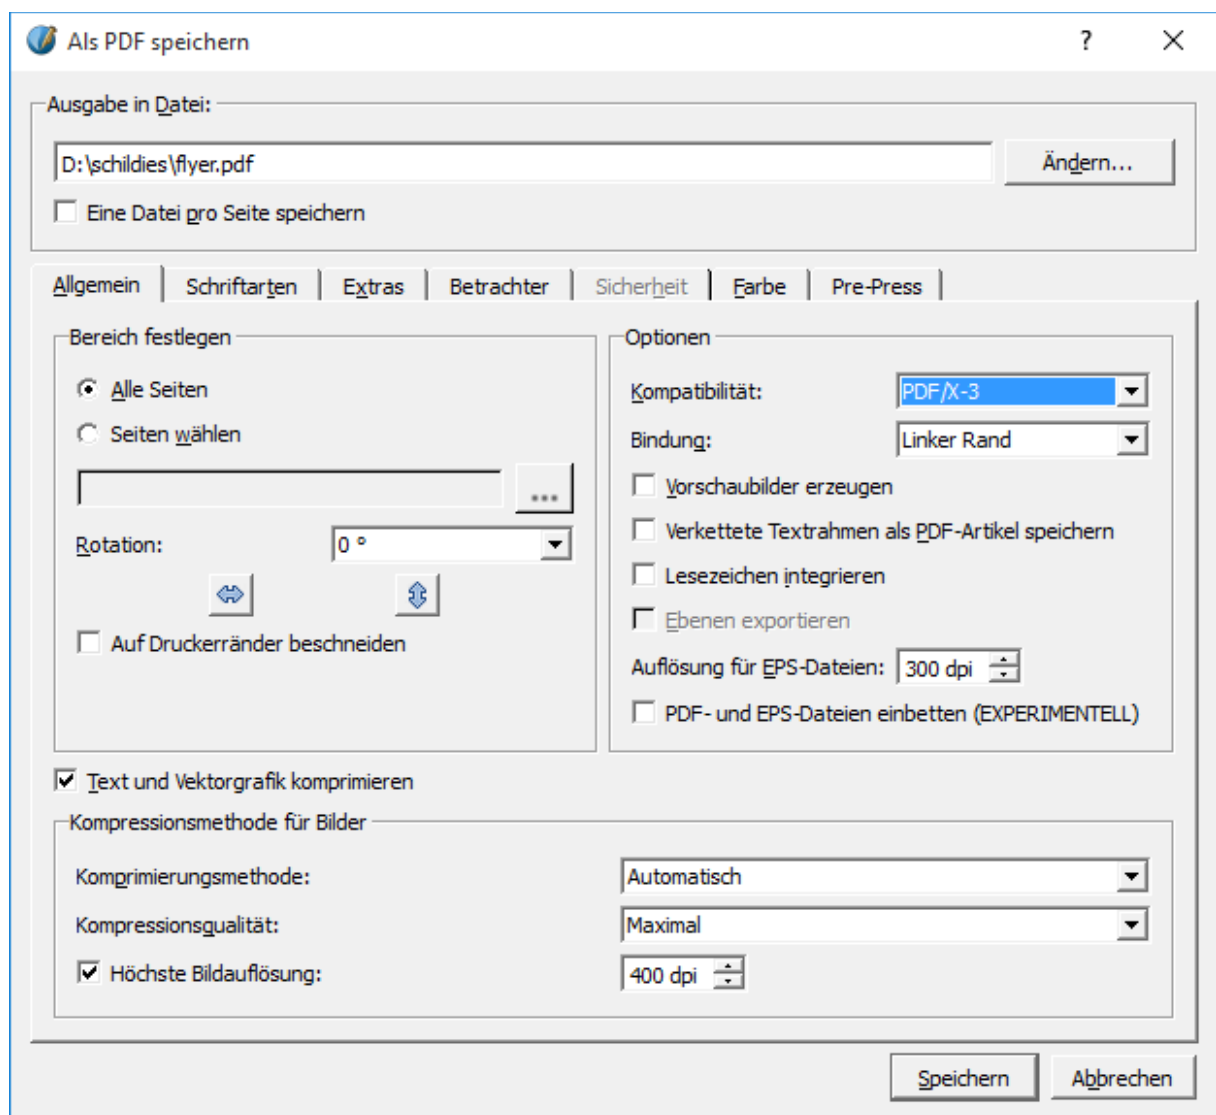 Als PDF speichern ?
Ausgabe in Datei:
D:\schildies\flyer.pdf Ändern...
Eine Datei pro Seite speichern
Allgemein Schriftarten Extras Betrachter Sicherheit Farbe Pre-Press
Bereich festlegen
Alle Seiten
Seiten wählen
...
Rotation: 0 °
Auf Druckerränder beschneiden
Optionen
Kompatibilität: PDF/X-3
Bindung: Linker Rand
Vorschaubilder erzeugen
Verkettete Textrahmen als PDF-Artikel speichern
Lesezeichen integrieren
Ebenen exportieren
Auflösung für EPS-Dateien: 300 dpi
PDF- und EPS-Dateien einbetten (EXPERIMENTELL)
Text und Vektorgrafik komprimieren
Kompressionsmethode für Bilder
Komprimierungsmethode: Automatisch
Kompressionsqualität: Maximal
Höchste Bildauflösung: 400 dpi
Speichern Abbrechen